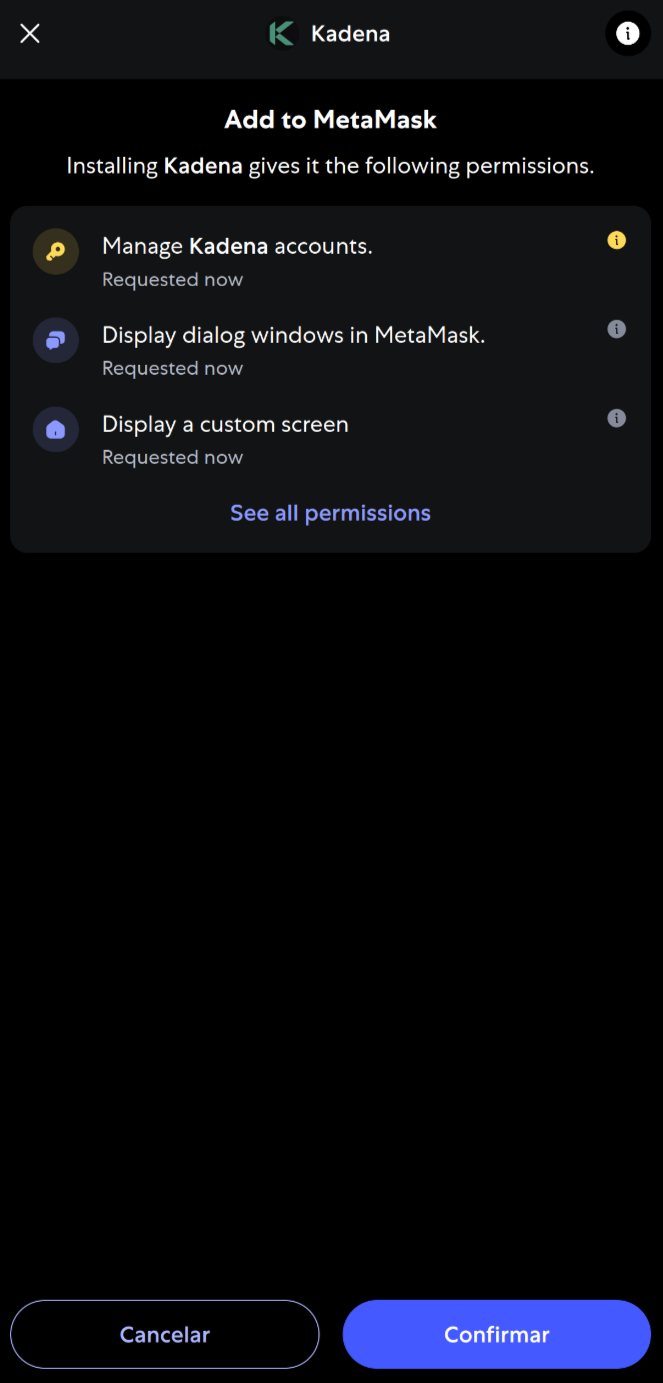 Kadena
Add to MetaMask
Installing Kadena gives it the following permissions.
Manage Kadena accounts.
Requested now
Display dialog windows in MetaMask.
Requested now
Display a custom screen
Requested now
See all permissions
Cancelar
Confirmar